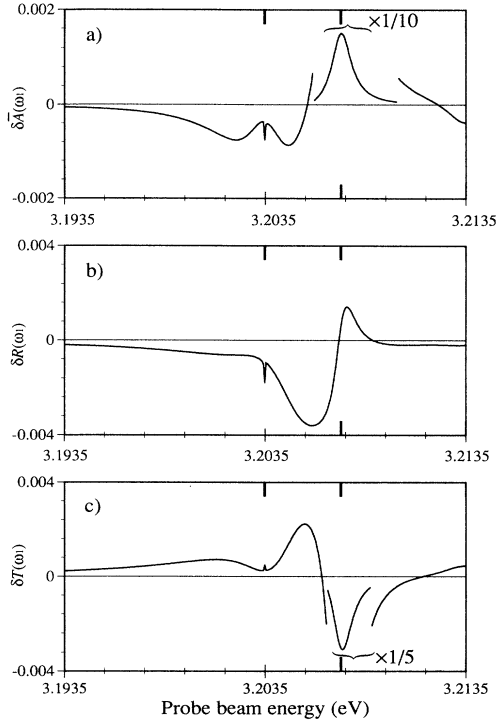 0.002
a)
×1/10
δA̅(ω₁)
0
-0.002
3.1935
3.2035
3.2135
0.004
b)
δR(ω₁)
0
-0.004
3.1935
3.2035
3.2135
0.004
c)
δT(ω₁)
0
×1/5
-0.004
3.1935
3.2035
3.2135
Probe beam energy (eV)